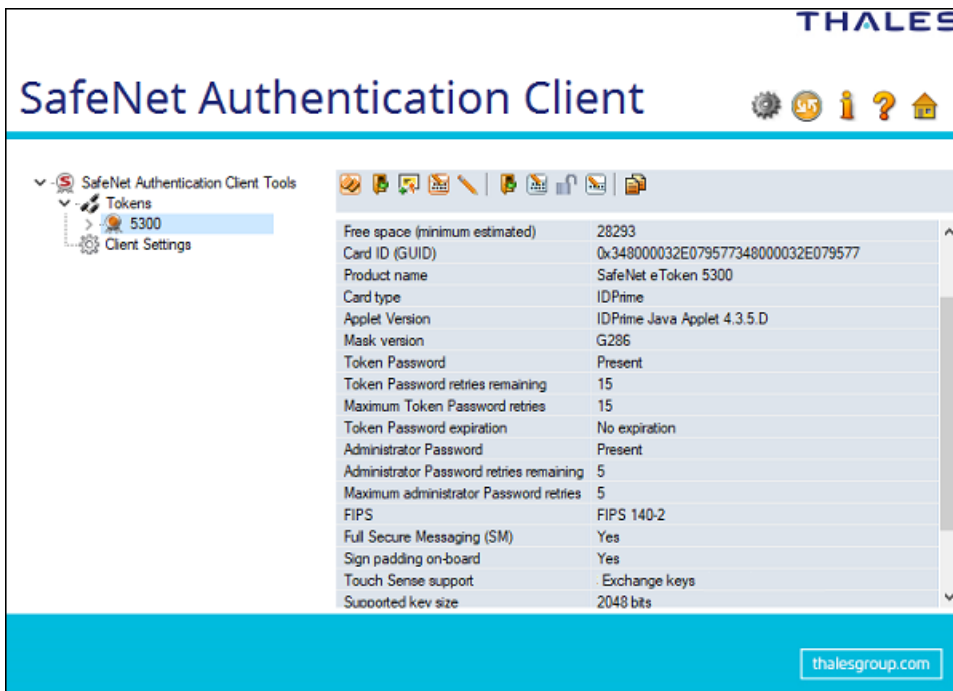 THALES
SafeNet Authentication Client
SafeNet Authentication Client Tools
Tokens
5300
Client Settings
Free space (minimum estimated) 28293
Card ID (GUID) 0x348000032E079577348000032E079577
Product name SafeNet eToken 5300
Card type IDPrime
Applet Version IDPrime Java Applet 4.3.5.D
Mask version G286
Token Password Present
Token Password retries remaining 15
Maximum Token Password retries 15
Token Password expiration No expiration
Administrator Password Present
Administrator Password retries remaining 5
Maximum administrator Password retries 5
FIPS FIPS 140-2
Full Secure Messaging (SM) Yes
Sign padding on-board Yes
Touch Sense support Exchange keys
Supported key size 2048 bits
thalesgroup.com